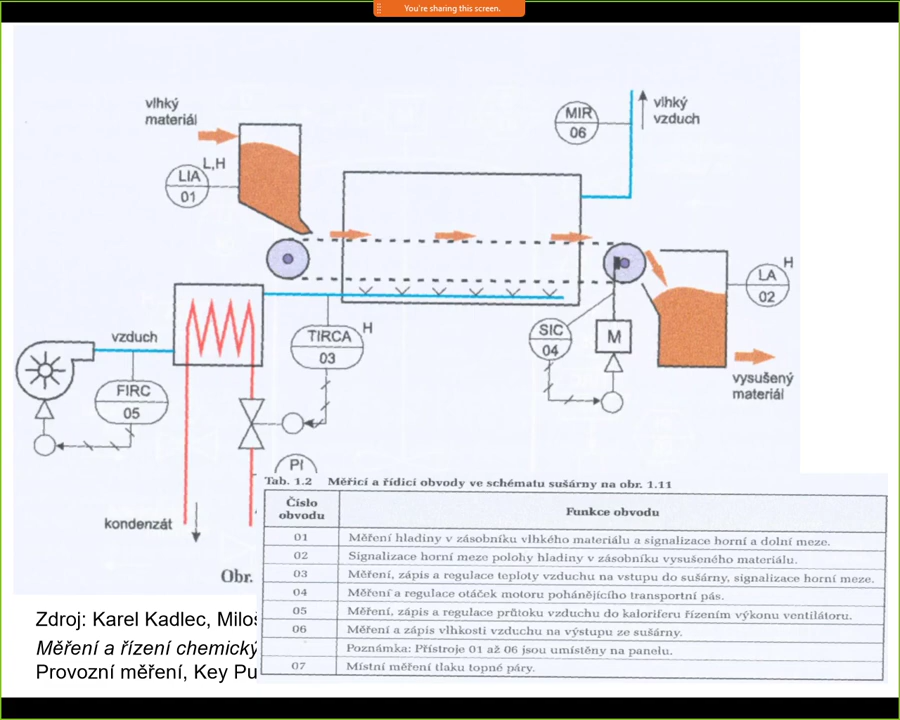 You're sharing this screen.
vlhký
materiál
L,H
LIA
01
MIR
06
vlhký
vzduch
vzduch
FIRC
05
TIRCA
H
03
SIC
04
M
LA
H
02
vysušený
materiál
kondenzát
PI
Obr.
Tab. 1.2 Měřicí a řídicí obvody ve schématu sušárny na obr. 1.11
Číslo
obvodu
Funkce obvodu
01 Měření hladiny v zásobníku vlhkého materiálu a signalizace horní a dolní meze.
02 Signalizace horní meze polohy hladiny v zásobníku vysušeného materiálu.
03 Měření, zápis a regulace teploty vzduchu na vstupu do sušárny, signalizace horní meze.
04 Měření a regulace otáček motoru pohánějícího transportní pás.
05 Měření, zápis a regulace průtoku vzduchu do kaloriferu řízením výkonu ventilátoru.
06 Měření a zápis vlhkosti vzduchu na výstupu ze sušárny.
Poznámka: Přístroje 01 až 06 jsou umístěny na panelu.
07 Místní měření tlaku topné páry.
Zdroj: Karel Kadlec, Miloš
Měření a řízení chemický
Provozní měření, Key Pu